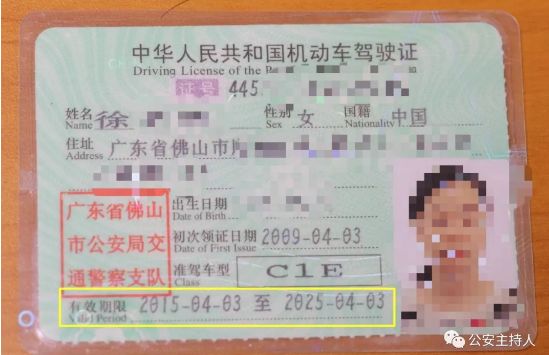 中华人民共和国机动车驾驶证
Driving License of the
证号 445
姓名 徐 性别 女 国籍 中国
Name Sex Nationality
住址 广东省佛山市
Address
出生日期
Date of Birth
广东省佛山
市公安局交
通警察支队
初次领证日期 2009-04-03
Date of First Issue
准驾车型 C1E
Class
有效期限 2015-04-03 至 2025-04-03
Valid Period
公安主持人